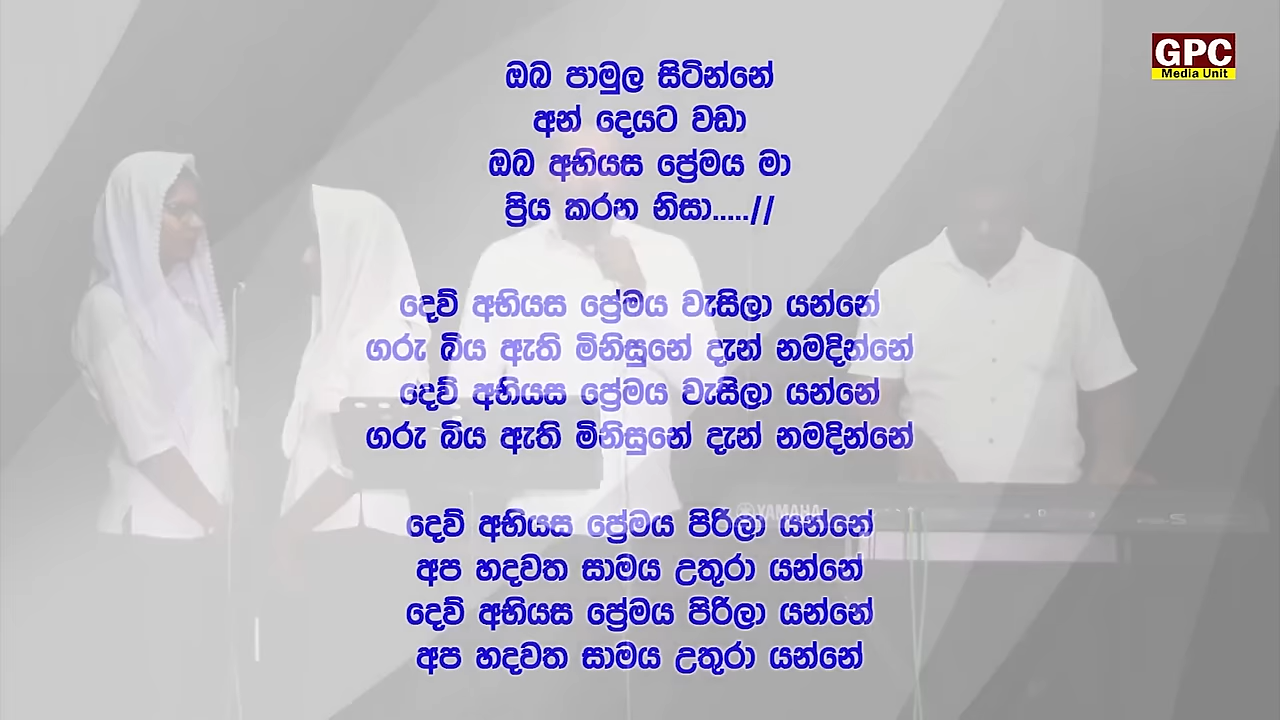 GPC
Media Unit
ඔබ පාමුල සිටින්නේ
අන් දෙයට වඩා
ඔබ අභියස ප්‍රේමය මා
ප්‍රිය කරන නිසා.....//
දෙව් අභියස ප්‍රේමය වැසිලා යන්නේ
ගරු බිය ඇති මිනිසුනේ දැන් නමදින්නේ
දෙව් අභියස ප්‍රේමය වැසිලා යන්නේ
ගරු බිය ඇති මිනිසුනේ දැන් නමදින්නේ
දෙව් අභියස ප්‍රේමය පිරිලා යන්නේ
අප හදවත සාමය උතුරා යන්නේ
දෙව් අභියස ප්‍රේමය පිරිලා යන්නේ
අප හදවත සාමය උතුරා යන්නේ
YAMAHA